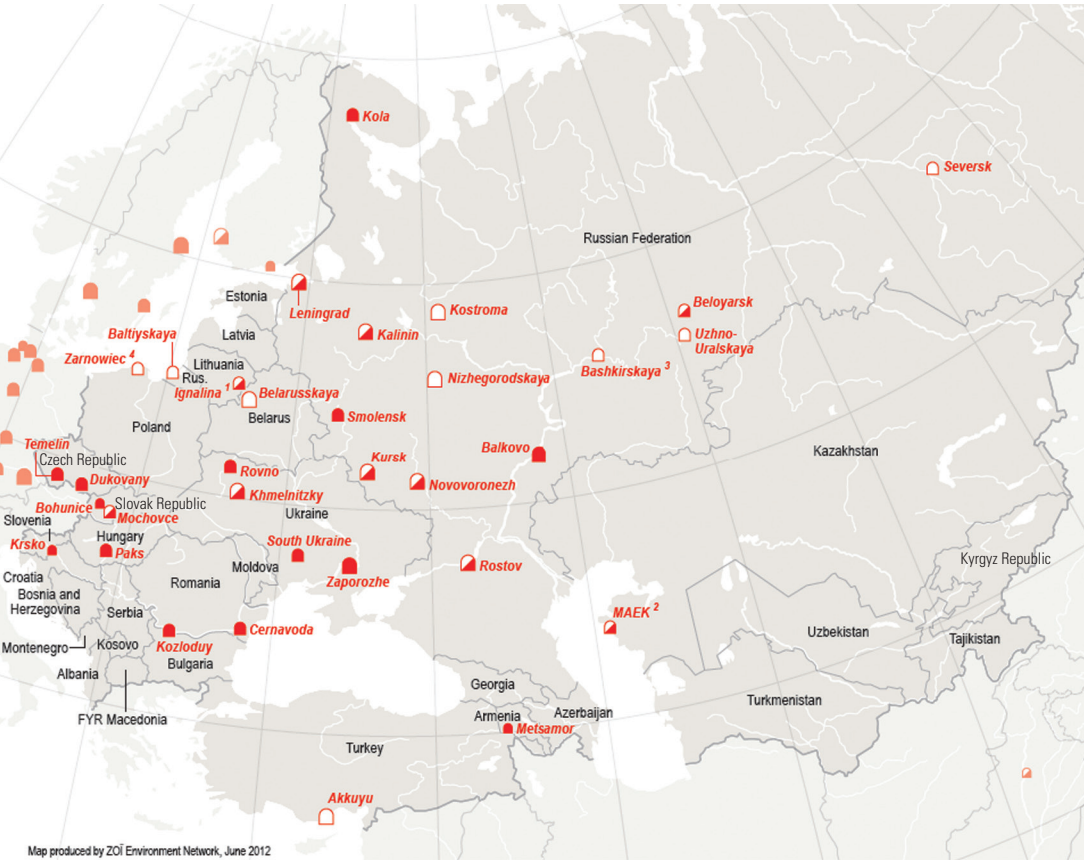 Kola
Seversk
Russian Federation
Estonia
Leningrad
Kostroma
Beloyarsk
Baltiyskaya
Latvia
Kalinin
Uzhno-
Uralskaya
Zarnowiec 4
Lithuania
Rus.
Bashkirskaya 3
Ignalina 1
Belarusskaya
Nizhegorodskaya
Poland
Belarus
Smolensk
Temelin
Czech Republic
Balkovo
Kazakhstan
Dukovany
Rovno
Kursk
Khmelnitzky
Novovoronezh
Bohunice
Slovak Republic
Mochovce
Ukraine
Slovenia
Krsko
Hungary
Paks
South Ukraine
Moldova
Zaporozhe
Rostov
Kyrgyz Republic
Croatia
Romania
Bosnia and
Herzegovina
Serbia
MAEK 2
Cernavoda
Uzbekistan
Tajikistan
Montenegro
Kosovo
Kozloduy
Bulgaria
Albania
Georgia
Turkmenistan
FYR Macedonia
Armenia
Azerbaijan
Metsamor
Turkey
Akkuyu
Map produced by ZOÏ Environment Network, June 2012